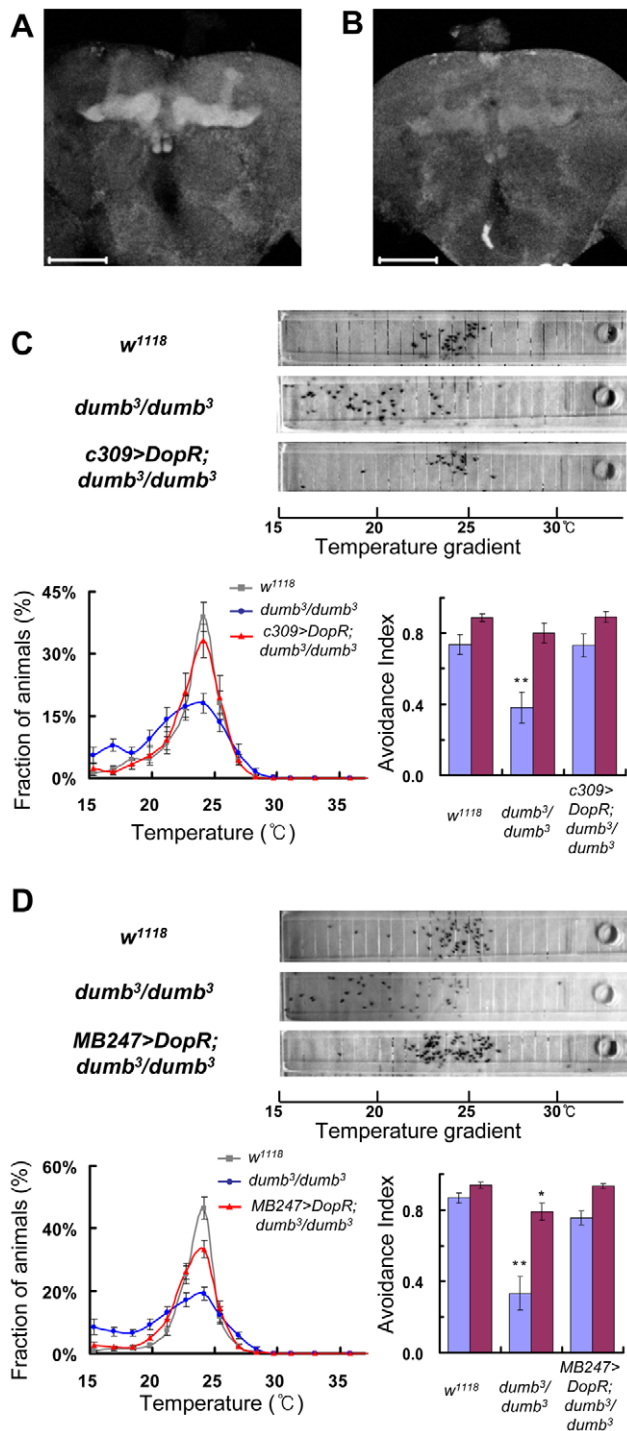 A
B
C
w1118
dumb3/dumb3
c309>DopR;
dumb3/dumb3
15 20 25 30℃
Temperature gradient
45%
30%
15%
0%
Fraction of animals (%)
w1118
dumb3/dumb3
c309>DopR;
dumb3/dumb3
15 20 25 30 35
Temperature (℃)
Avoidance Index
0.8
0.4
0.0
**
w1118
dumb3/
dumb3
c309>
DopR;
dumb3/
dumb3
D
w1118
dumb3/dumb3
MB247>DopR;
dumb3/dumb3
15 20 25 30℃
Temperature gradient
60%
40%
20%
0%
Fraction of animals (%)
w1118
dumb3/dumb3
MB247>DopR;
dumb3/dumb3
15 20 25 30 35
Temperature (℃)
Avoidance Index
0.8
0.4
0.0
**
*
w1118
dumb3/
dumb3
MB247>
DopR;
dumb3/
dumb3